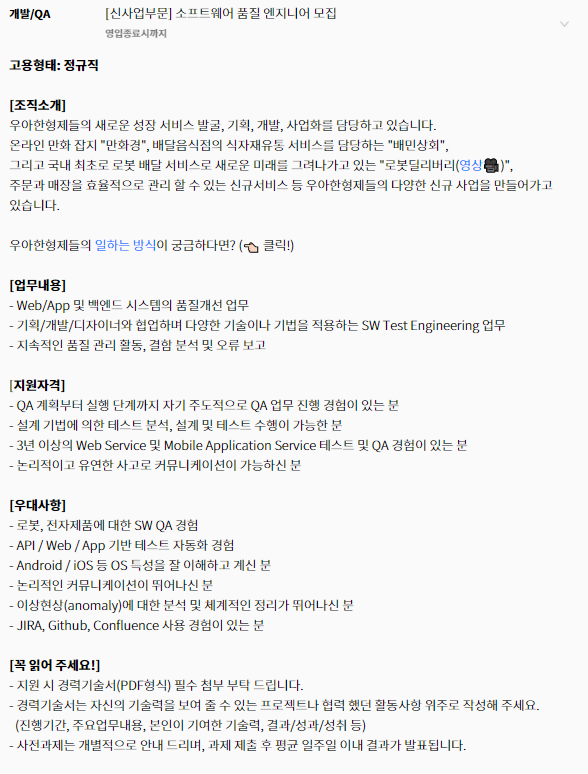 개발/QA
[신사업부문] 소프트웨어 품질 엔지니어 모집
영입종료시까지
고용형태: 정규직
[조직소개]
우아한형제들의 새로운 성장 서비스 발굴, 기획, 개발, 사업화를 담당하고 있습니다.
온라인 만화 잡지 "만화경", 배달음식점의 식자재유통 서비스를 담당하는 "배민상회",
그리고 국내 최초로 로봇 배달 서비스로 새로운 미래를 그려나가고 있는 "로봇딜리버리(영상🎥)",
주문과 매장을 효율적으로 관리 할 수 있는 신규서비스 등 우아한형제들의 다양한 신규 사업을 만들어가고
있습니다.
우아한형제들의 일하는 방식이 궁금하다면? (👈 클릭!)
[업무내용]
- Web/App 및 백엔드 시스템의 품질개선 업무
- 기획/개발/디자이너와 협업하며 다양한 기술이나 기법을 적용하는 SW Test Engineering 업무
- 지속적인 품질 관리 활동, 결함 분석 및 오류 보고
[지원자격]
- QA 계획부터 실행 단계까지 자기 주도적으로 QA 업무 진행 경험이 있는 분
- 설계 기법에 의한 테스트 분석, 설계 및 테스트 수행이 가능한 분
- 3년 이상의 Web Service 및 Mobile Application Service 테스트 및 QA 경험이 있는 분
- 논리적이고 유연한 사고로 커뮤니케이션이 가능하신 분
[우대사항]
- 로봇, 전자제품에 대한 SW QA 경험
- API / Web / App 기반 테스트 자동화 경험
- Android / iOS 등 OS 특성을 잘 이해하고 계신 분
- 논리적인 커뮤니케이션이 뛰어나신 분
- 이상현상(anomaly)에 대한 분석 및 체계적인 정리가 뛰어나신 분
- JIRA, Github, Confluence 사용 경험이 있는 분
[꼭 읽어 주세요!]
- 지원 시 경력기술서(PDF형식) 필수 첨부 부탁 드립니다.
- 경력기술서는 자신의 기술력을 보여 줄 수 있는 프로젝트나 협력 했던 활동사항 위주로 작성해 주세요.
(진행기간, 주요업무내용, 본인이 기여한 기술력, 결과/성과/성취 등)
- 사전과제는 개별적으로 안내 드리며, 과제 제출 후 평균 일주일 이내 결과가 발표됩니다.